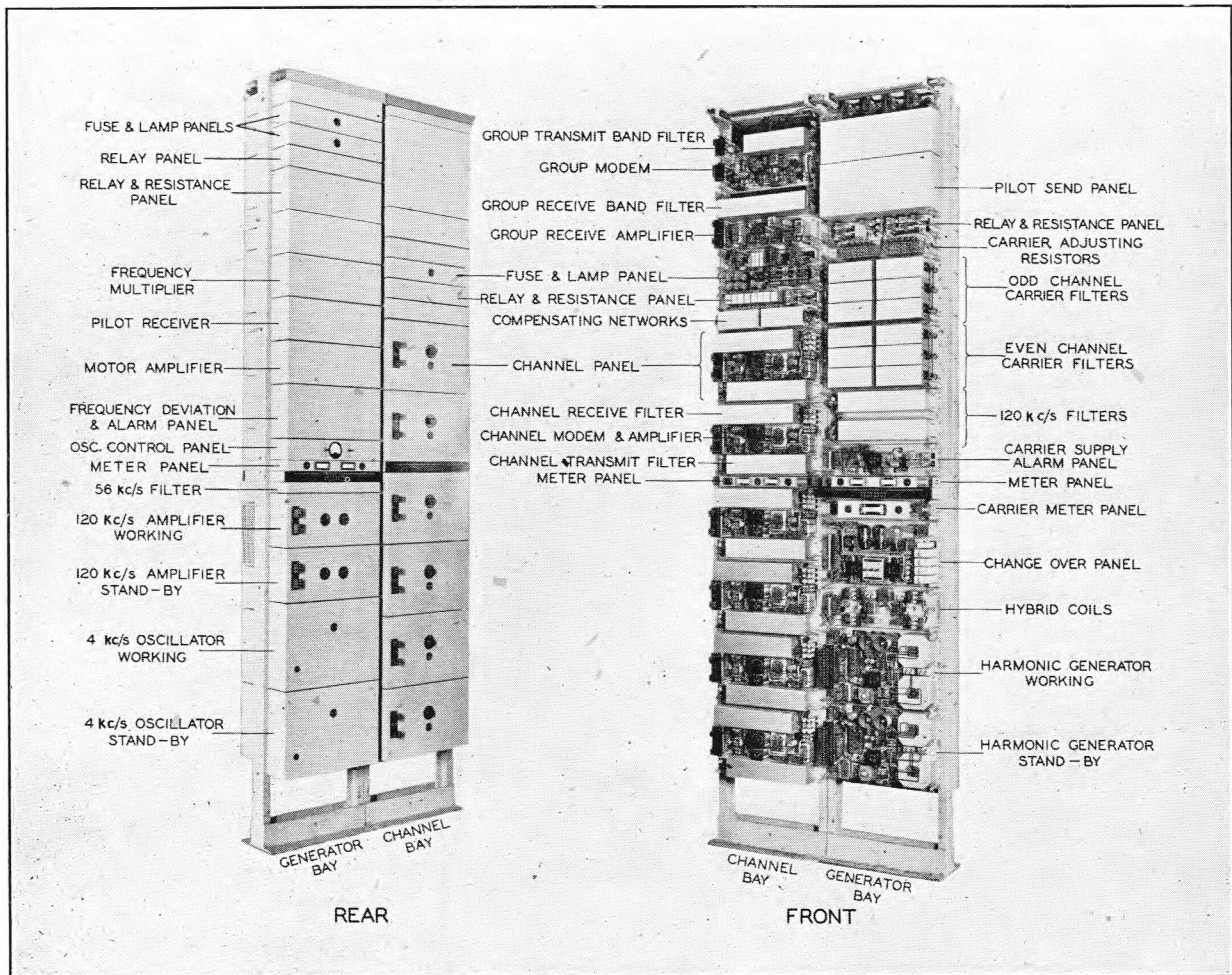 FUSE & LAMP PANELS
RELAY PANEL
RELAY & RESISTANCE
PANEL
FREQUENCY
MULTIPLIER
PILOT RECEIVER
MOTOR AMPLIFIER
FREQUENCY DEVIATION
& ALARM PANEL
OSC. CONTROL PANEL
METER PANEL
56 kc/s FILTER
120 Kc/s AMPLIFIER
WORKING
120 Kc/s AMPLIFIER
STAND-BY
4 kc/s OSCILLATOR
WORKING
4 kc/s OSCILLATOR
STAND-BY
GENERATOR
BAY
CHANNEL
BAY
REAR
GROUP TRANSMIT BAND FILTER
GROUP MODEM
GROUP RECEIVE BAND FILTER
GROUP RECEIVE AMPLIFIER
FUSE & LAMP PANEL
RELAY & RESISTANCE PANEL
COMPENSATING NETWORKS
CHANNEL PANEL
CHANNEL RECEIVE FILTER
CHANNEL MODEM & AMPLIFIER
CHANNEL TRANSMIT FILTER
METER PANEL
PILOT SEND PANEL
RELAY & RESISTANCE PANEL
CARRIER ADJUSTING
RESISTORS
ODD CHANNEL
CARRIER FILTERS
EVEN CHANNEL
CARRIER FILTERS
120 kc/s FILTERS
CARRIER SUPPLY
ALARM PANEL
METER PANEL
CARRIER METER PANEL
CHANGE OVER PANEL
HYBRID COILS
HARMONIC GENERATOR
WORKING
HARMONIC GENERATOR
STAND-BY
CHANNEL
BAY
GENERATOR
BAY
FRONT